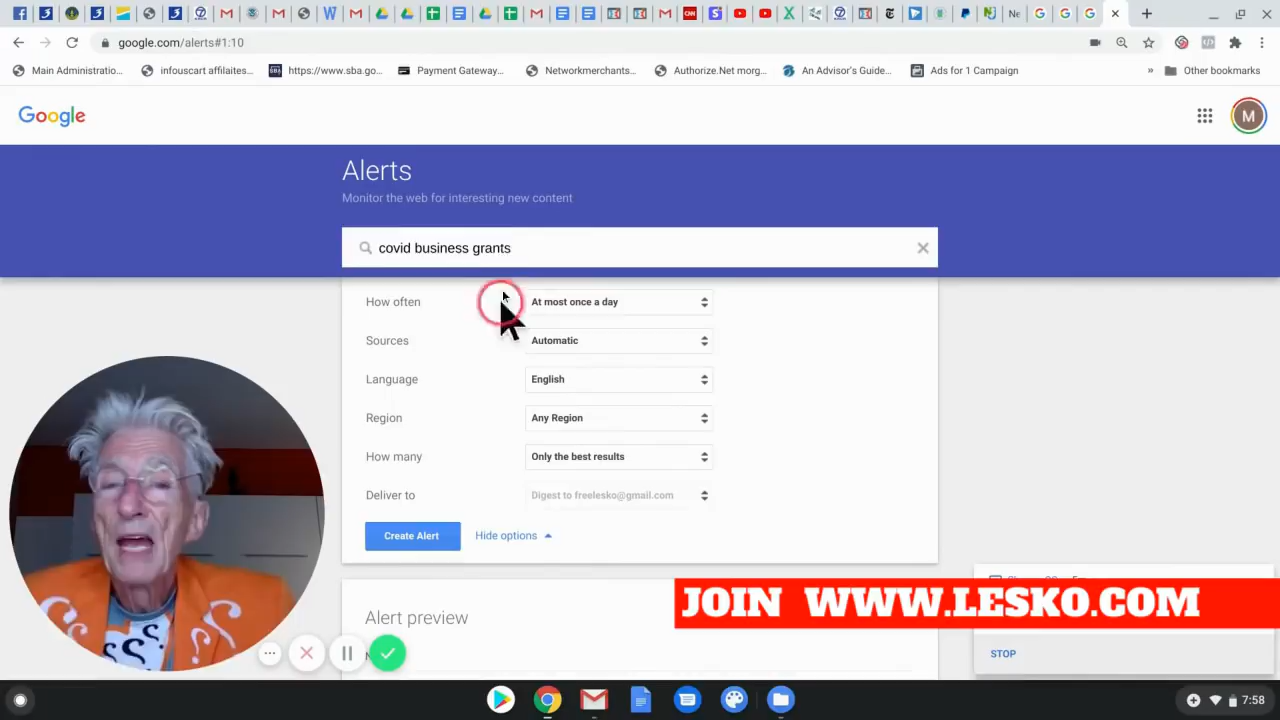 Ne
google.com/alerts#1:10
Main Administratio... infouscart affilaites... https://www.sba.go... Payment Gateway... Networkmerchants... Authorize.Net morg... An Advisor's Guide... Ads for 1 Campaign » Other bookmarks
Google
M
Alerts
Monitor the web for interesting new content
covid business grants
How often At most once a day
Sources Automatic
Language English
Region Any Region
How many Only the best results
Deliver to Digest to freelesko@gmail.com
Create Alert Hide options
JOIN WWW.LESKO.COM
Alert preview
STOP
7:58